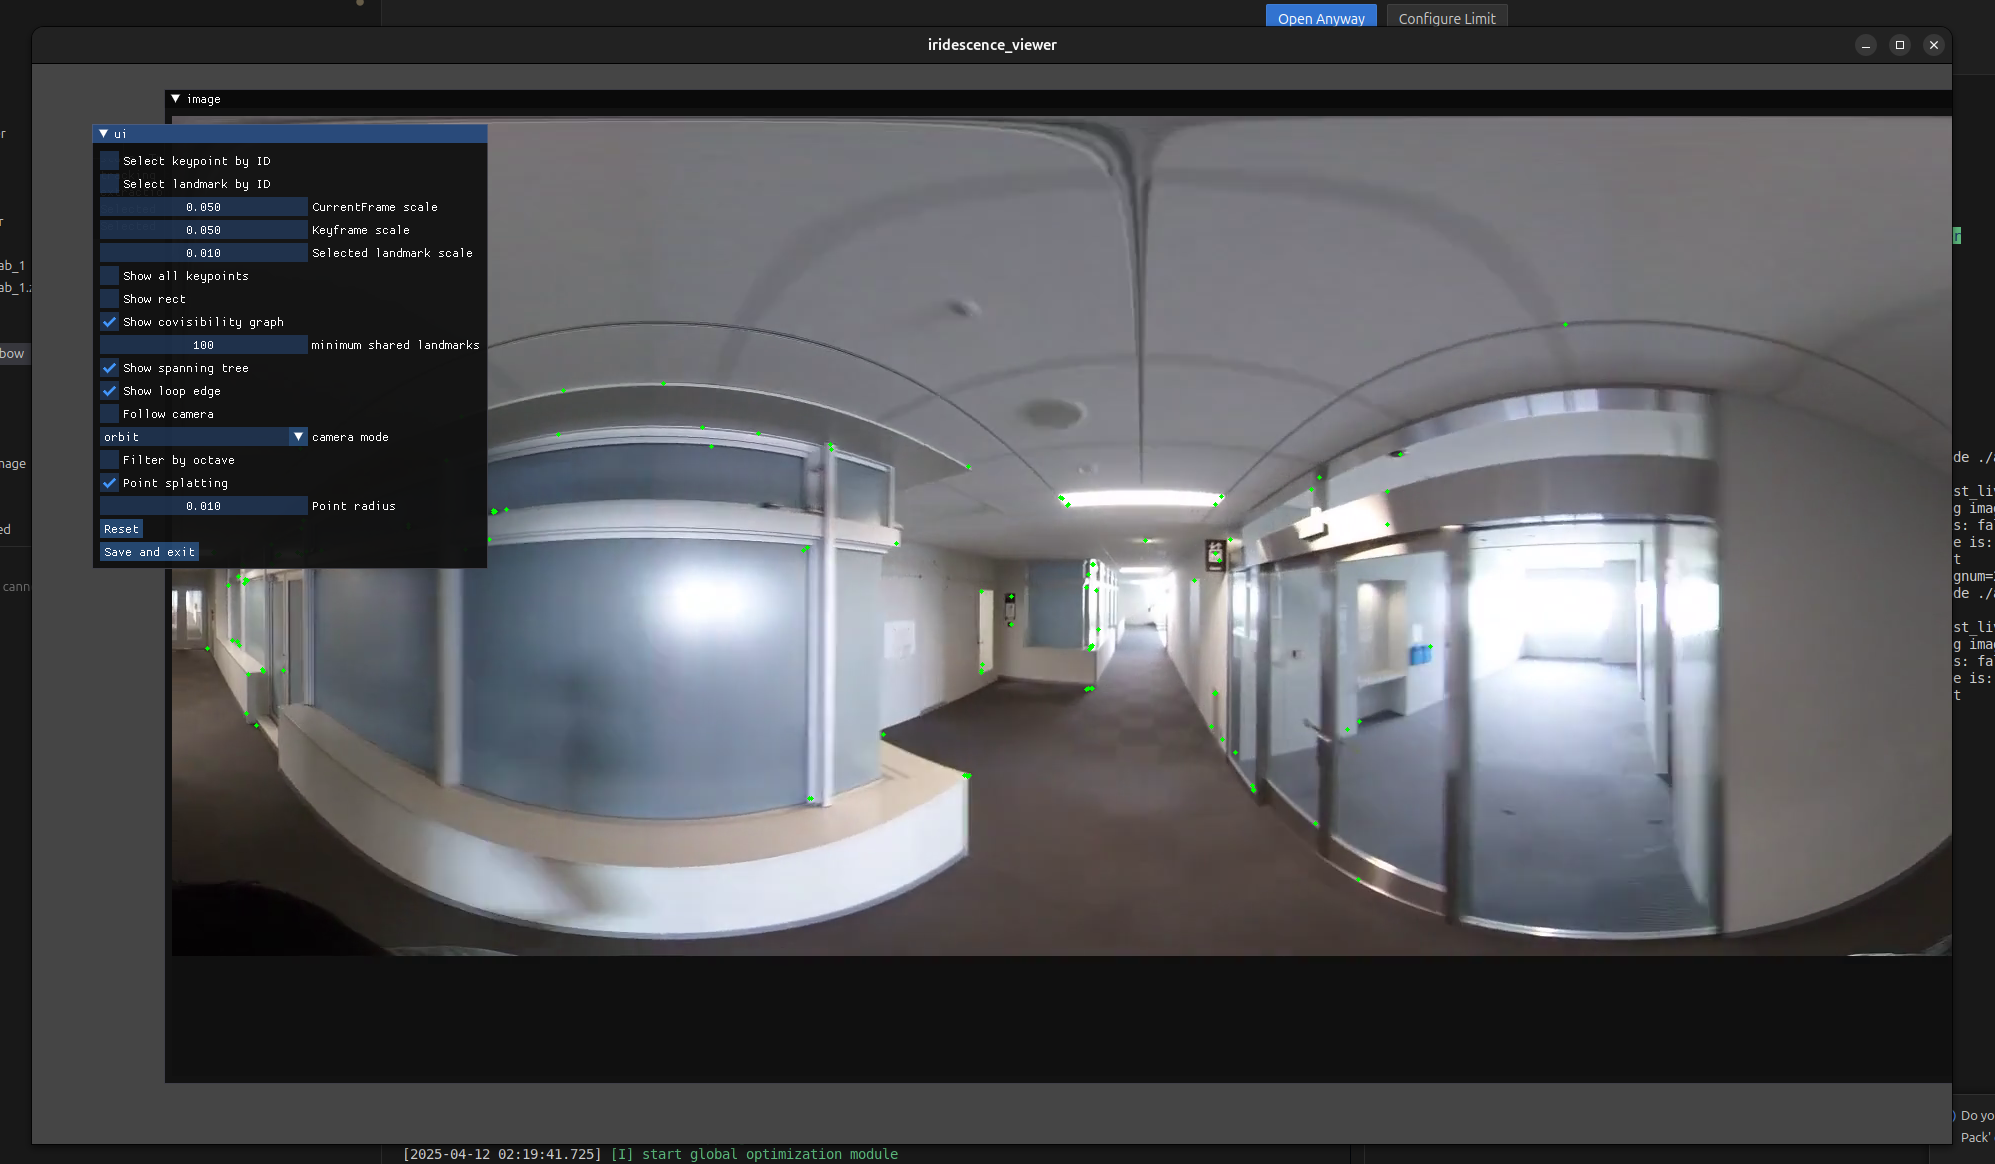 Open Anyway
Configure Limit
iridescence_viewer
image
ui
Select keypoint by ID
Select landmark by ID
0.050 CurrentFrame scale
0.050 Keyframe scale
0.010 Selected landmark scale
Show all keypoints
Show rect
Show covisibility graph
100 minimum shared landmarks
Show spanning tree
Show loop edge
Follow camera
orbit camera mode
Filter by octave
Point splatting
0.010 Point radius
Reset
Save and exit
r
r
ab_1
ab_1.
bow
nage
ed
cann
r
de ./
st_li
g ima
s: fa
e is:
t
gnum=
de ./
st_li
g ima
s: fa
e is:
t
Do yo
Pack'
[2025-04-12 02:19:41.725] [I] start global optimization module